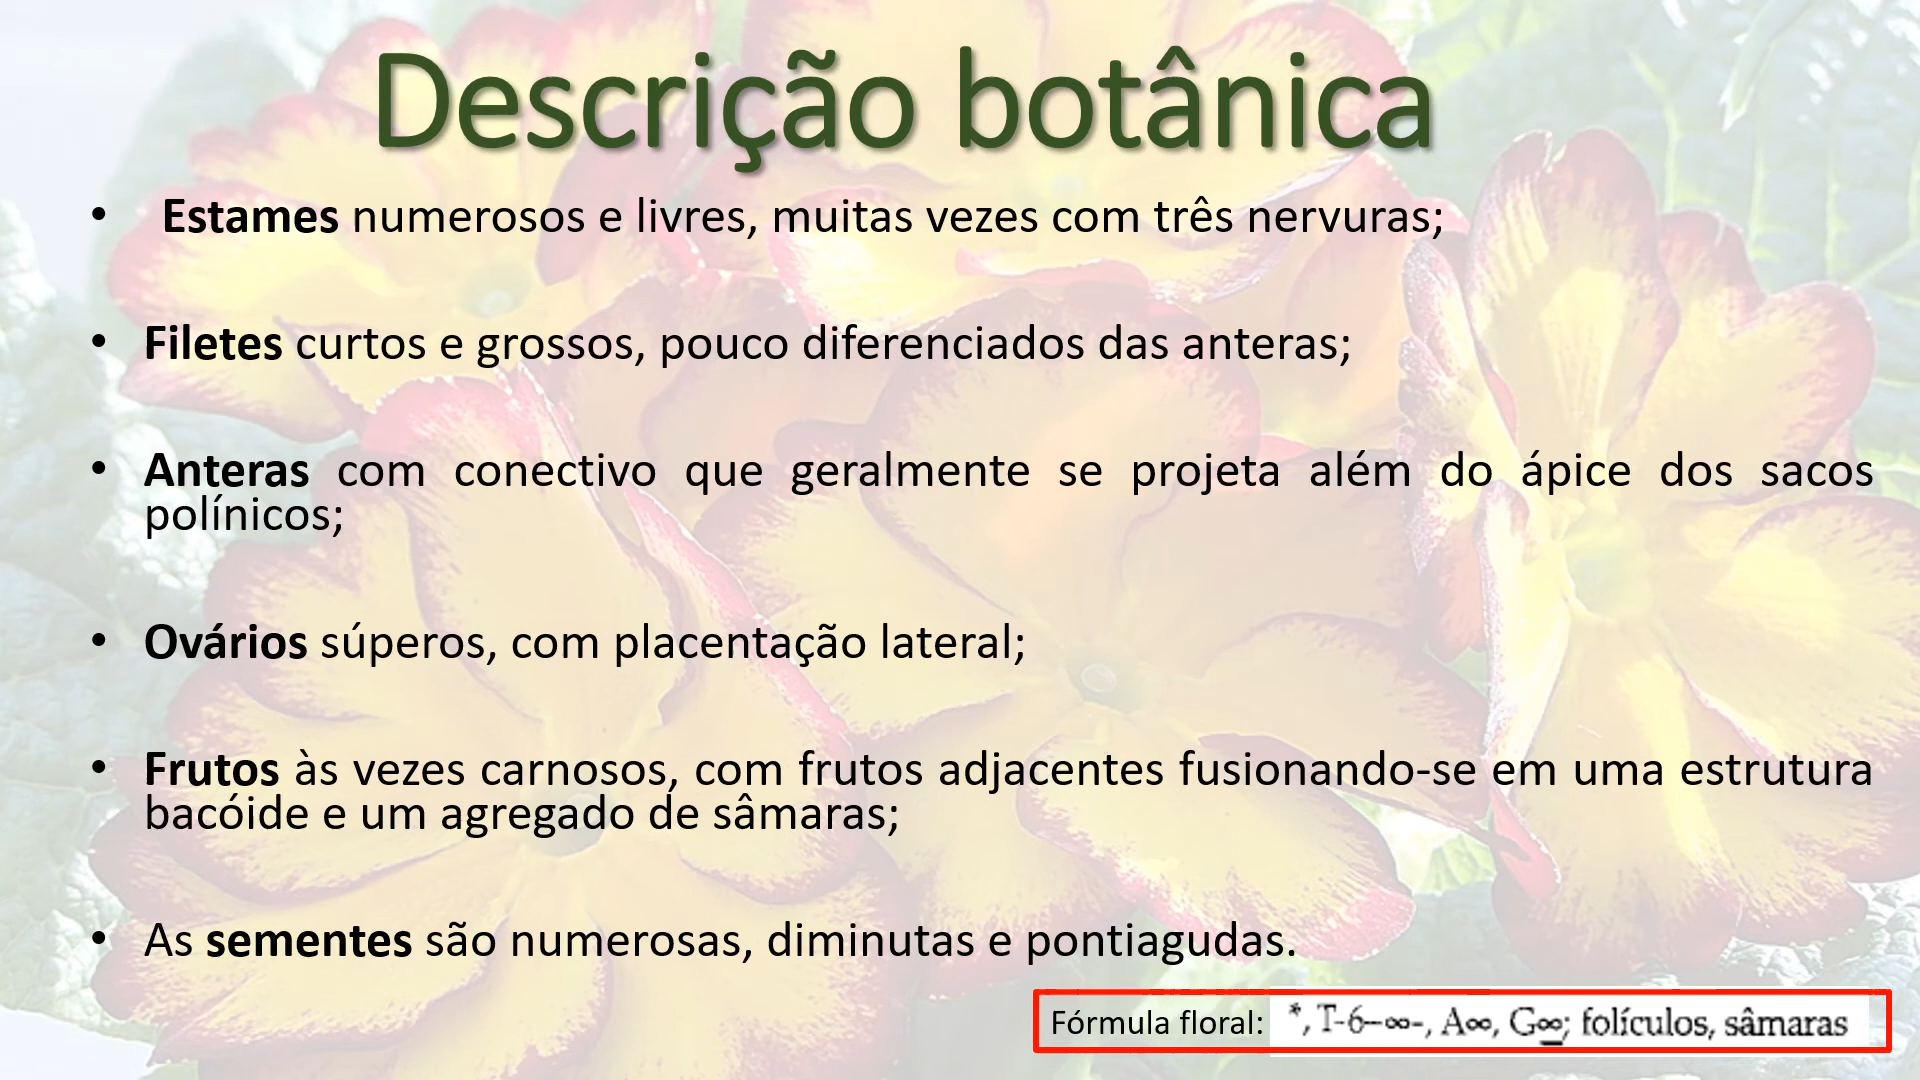 Descrição botânica
• Estames numerosos e livres, muitas vezes com três nervuras;
• Filetes curtos e grossos, pouco diferenciados das anteras;
• Anteras com conectivo que geralmente se projeta além do ápice dos sacos
polínicos;
• Ovários súperos, com placentação lateral;
• Frutos às vezes carnosos, com frutos adjacentes fusionando-se em uma estrutura
bacóide e um agregado de sâmaras;
• As sementes são numerosas, diminutas e pontiagudas.
Fórmula floral: *, T-6-∞-, A∞, G∞; folículos, sâmaras